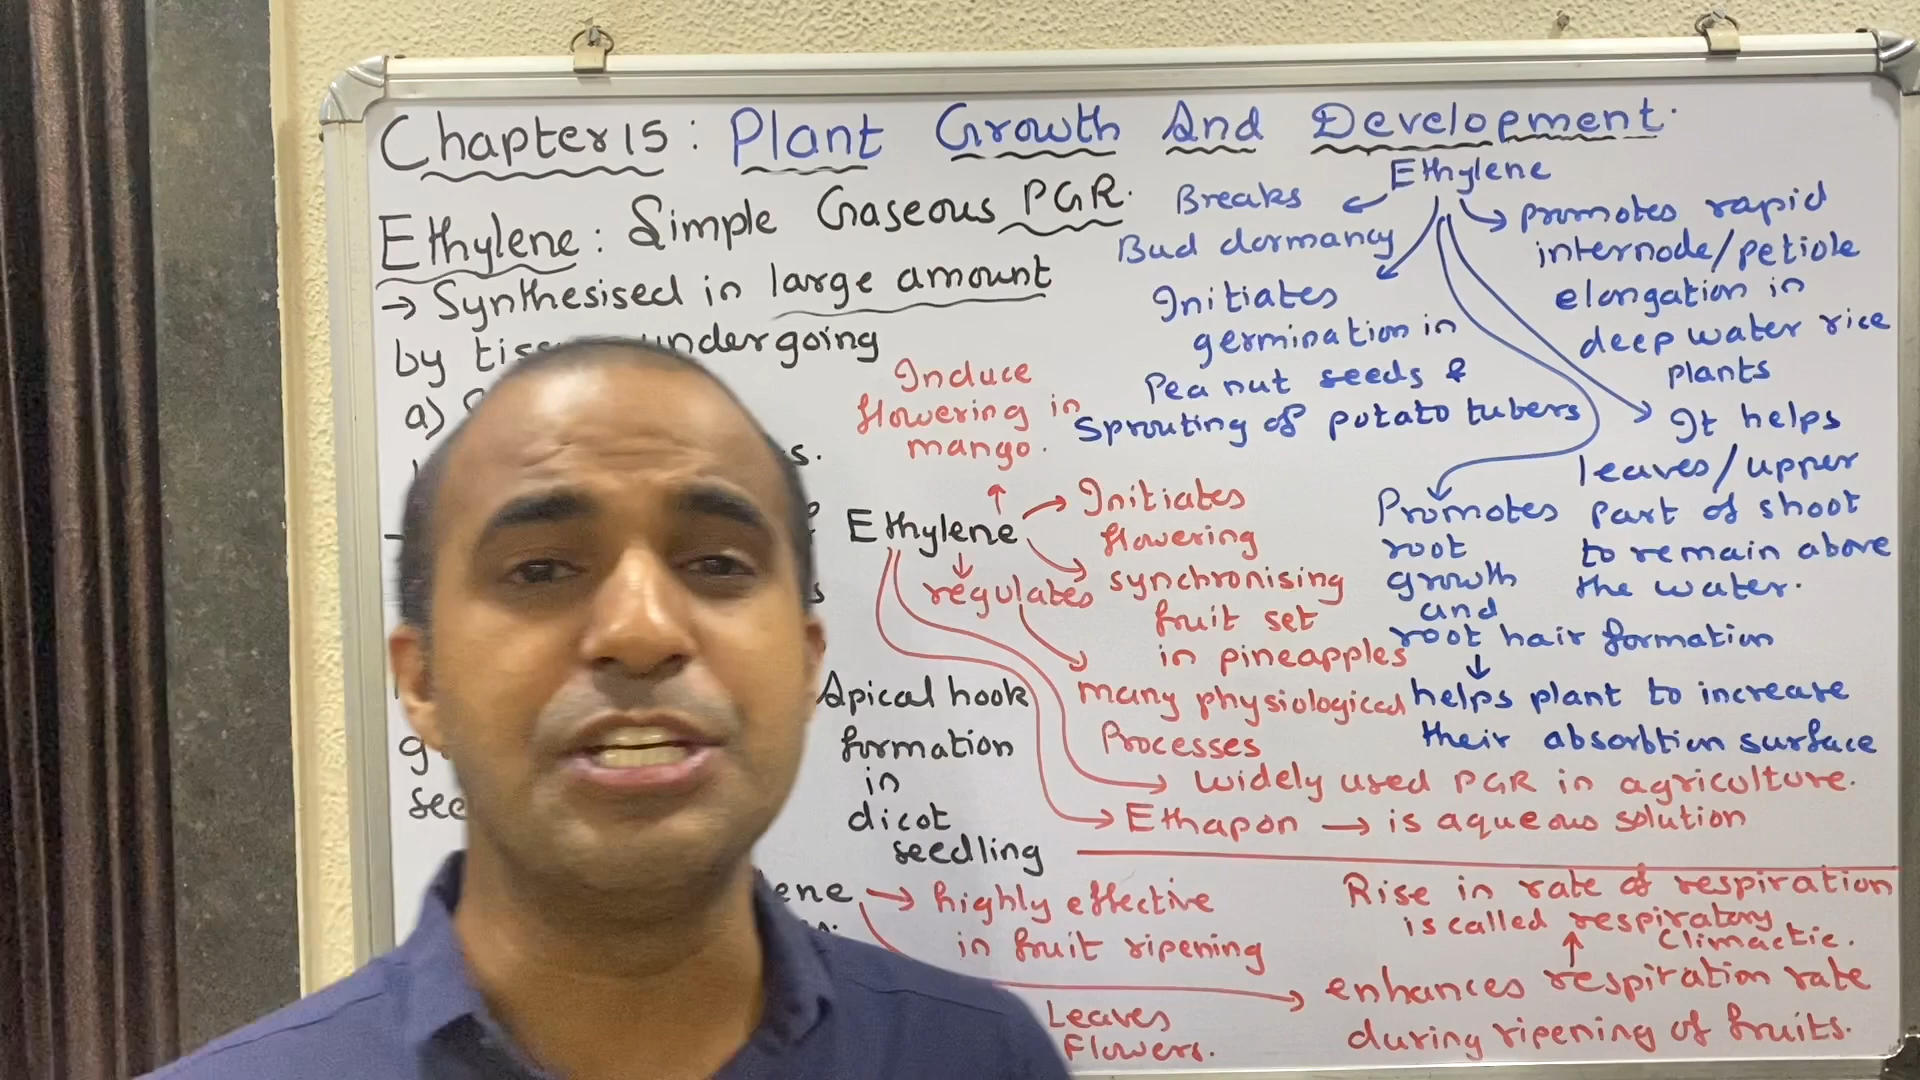 Chapter 15: Plant Growth And Development.
Ethylene: Simple Gaseous PGR.
→ Synthesised in large amount
by undergoing
a)
Apical hook
formation
in
dicot
seedling
Ethylene
Induce
flowering in
mango.
Initiates
flowering
synchronising
fruit set
in pineapples
regulates
many physiological
Processes
→ widely used PGR in agriculture.
→ Ethapon → is aqueous solution
→ highly effective
in fruit ripening
Leaves
Flowers.
Ethylene
Breaks
Bud dormancy
Initiates
germination in
Pea nut seeds &
Sprouting of potato tubers
promotes rapid
internode/petiole
elongation in
deep water rice
plants
It helps
leaves/upper
part of shoot
to remain above
the water.
Promotes
root
growth
and
root hair formation
helps plant to increase
their absorbtion surface
Rise in rate of respiration
is called respiratory
Climactic.
enhances respiration rate
during ripening of fruits.